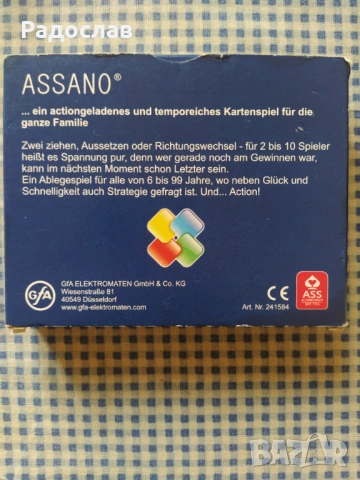 Радослав
ASSANO®
... ein actiongeladenes und temporeiches Kartenspiel für die
ganze Familie
Zwei ziehen, Aussetzen oder Richtungswechsel - für 2 bis 10 Spieler
heißt es Spannung pur, denn wer gerade noch am Gewinnen war,
kann im nächsten Moment schon Letzter sein.
Ein Ablegespiel für alle von 6 bis 99 Jahre, wo neben Glück und
Schnelligkeit auch Strategie gefragt ist. Und... Action!
GfA
GfA ELEKTROMATEN GmbH & Co. KG
Wiesenstraße 81
40549 Düsseldorf
www.gfa-elektromaten.com
CE
Art. Nr. 241584
ASS
BAZAR